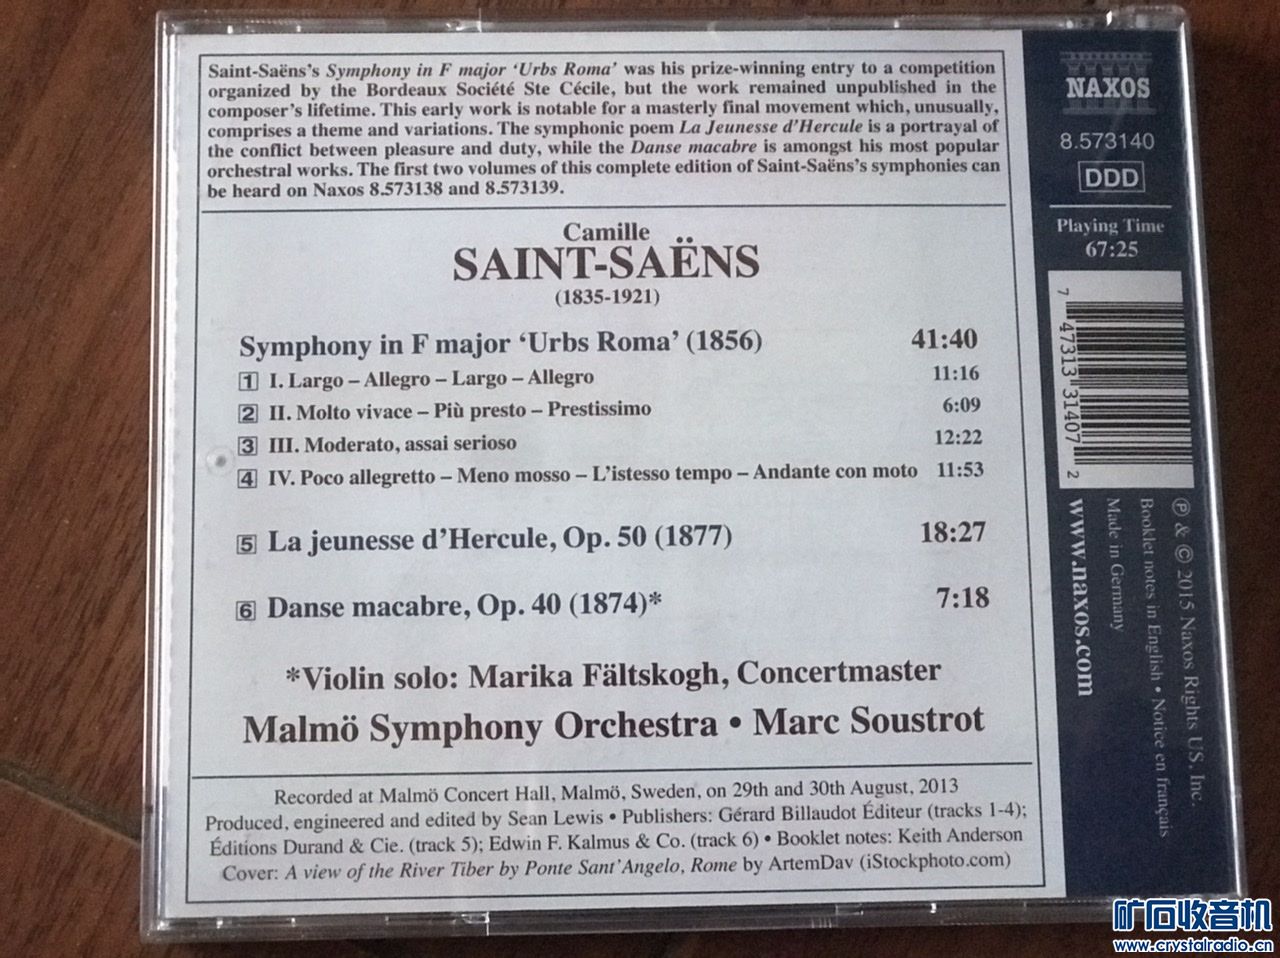 Saint-Saëns's Symphony in F major ‘Urbs Roma’ was his prize-winning entry to a competition
organized by the Bordeaux Société Ste Cécile, but the work remained unpublished in the
composer's lifetime. This early work is notable for a masterly final movement which, unusually,
comprises a theme and variations. The symphonic poem La Jeunesse d'Hercule is a portrayal of
the conflict between pleasure and duty, while the Danse macabre is amongst his most popular
orchestral works. The first two volumes of this complete edition of Saint-Saëns's symphonies can
be heard on Naxos 8.573138 and 8.573139.
Camille
SAINT-SAËNS
(1835-1921)
Symphony in F major ‘Urbs Roma’ (1856) 41:40
1 I. Largo – Allegro – Largo – Allegro 11:16
2 II. Molto vivace – Più presto – Prestissimo 6:09
3 III. Moderato, assai serioso 12:22
4 IV. Poco allegretto – Meno mosso – L'istesso tempo – Andante con moto 11:53
5 La jeunesse d'Hercule, Op. 50 (1877) 18:27
6 Danse macabre, Op. 40 (1874)* 7:18
*Violin solo: Marika Fältskogh, Concertmaster
Malmö Symphony Orchestra • Marc Soustrot
Recorded at Malmö Concert Hall, Malmö, Sweden, on 29th and 30th August, 2013
Produced, engineered and edited by Sean Lewis • Publishers: Gérard Billaudot Éditeur (tracks 1-4);
Éditions Durand & Cie. (track 5); Edwin F. Kalmus & Co. (track 6) • Booklet notes: Keith Anderson
Cover: A view of the River Tiber by Ponte Sant'Angelo, Rome by ArtemDav (iStockphoto.com)
NAXOS
8.573140
DDD
Playing Time
67:25
7 47313 31407 2
℗ & © 2015 Naxos Rights US, Inc.
Booklet notes in English • Notice en français
Made in Germany
www.naxos.com
矿石收音机
www.crystalradio.cn